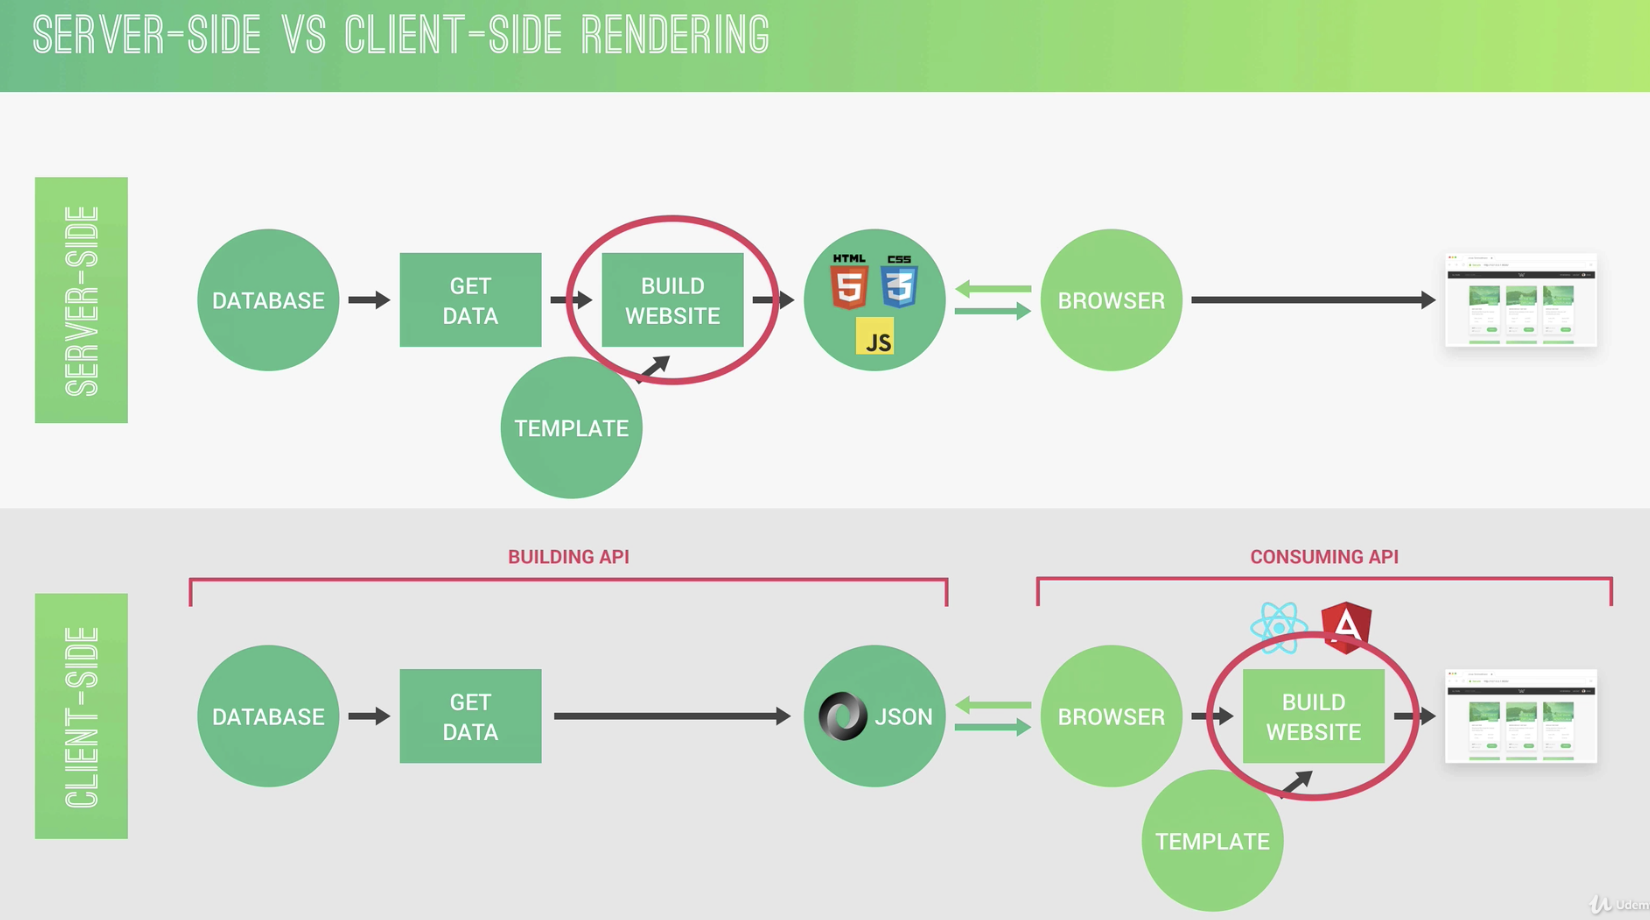 SERVER-SIDE VS CLIENT-SIDE RENDERING
SERVER-SIDE
DATABASE
GET
DATA
BUILD
WEBSITE
TEMPLATE
HTML
5
CSS
3
JS
BROWSER
CLIENT-SIDE
BUILDING API
CONSUMING API
DATABASE
GET
DATA
JSON
BROWSER
A
BUILD
WEBSITE
TEMPLATE